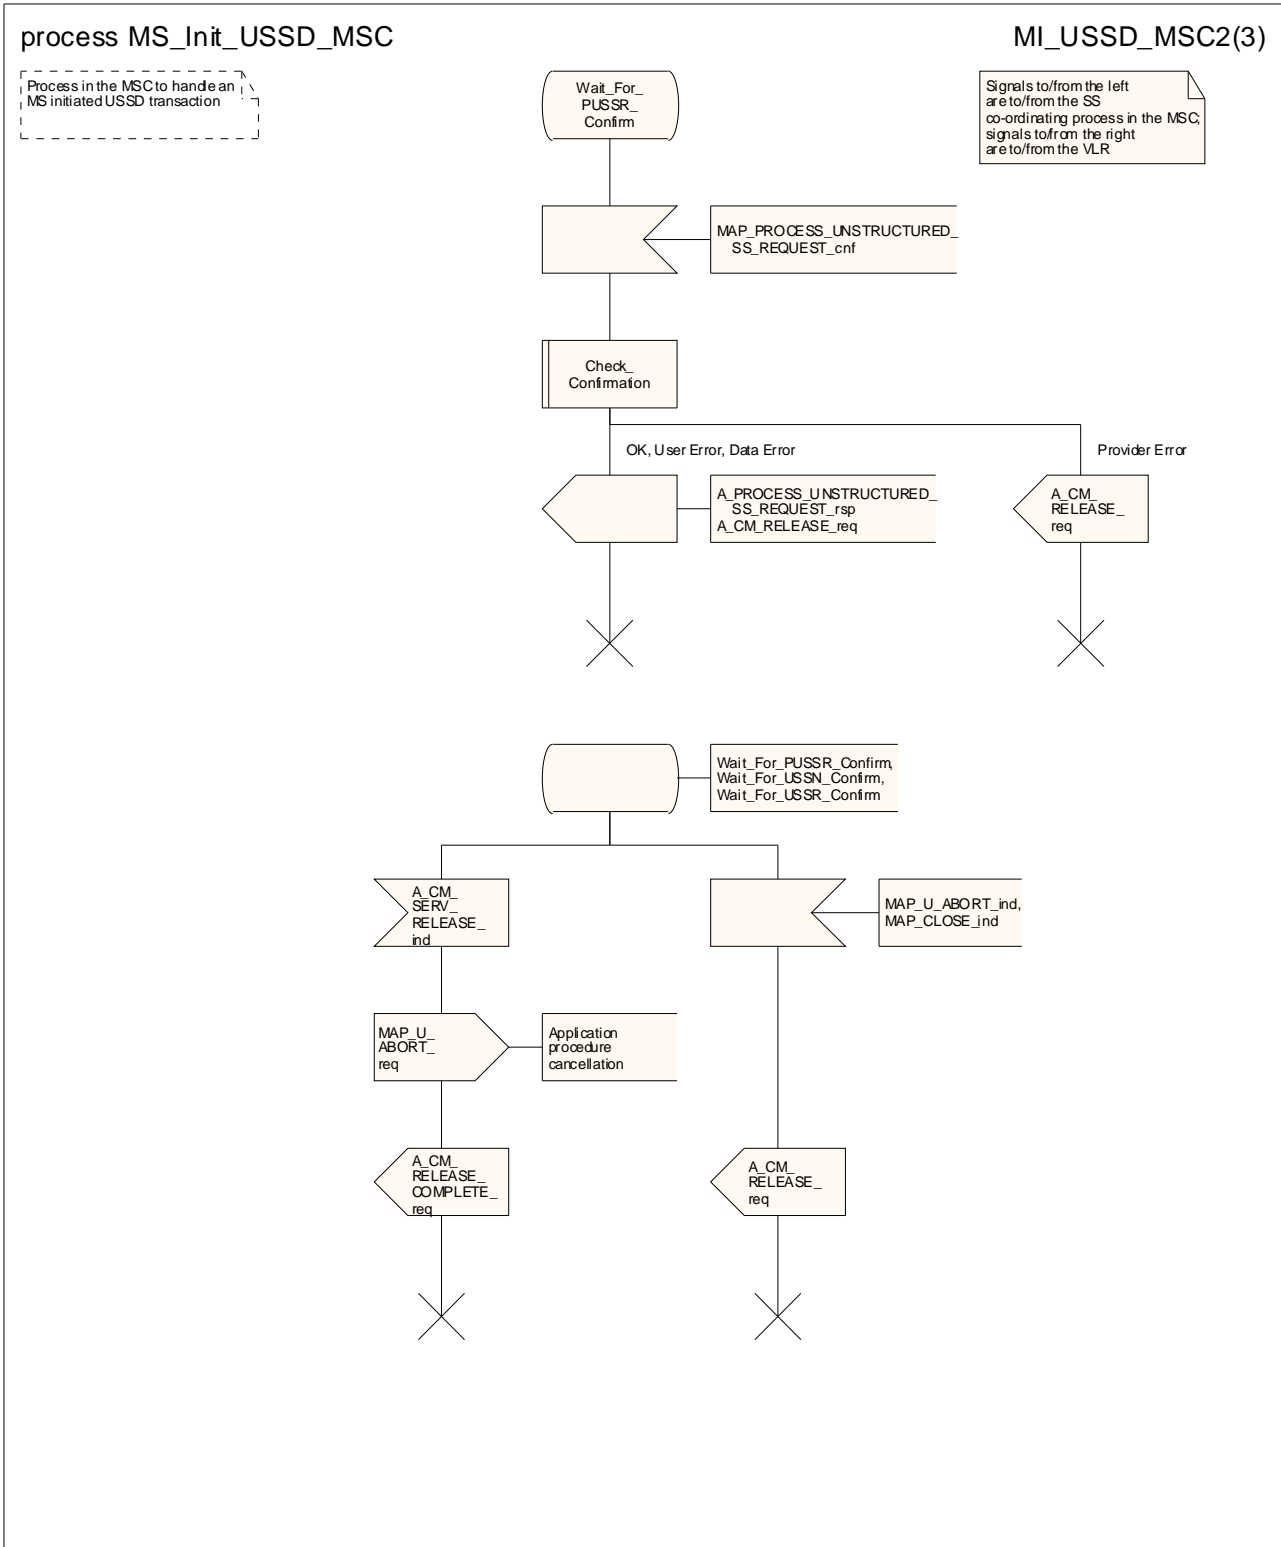 process MS_Init_USSD_MSC
MI_USSD_MSC2(3)
Process in the MSC to handle an
MS initiated USSD transaction
Signals to/from the left
are to/from the SS
co-ordinating process in the MSC;
signals to/from the right
are to/from the VLR
Wait_For_
PUSSR_
Confirm
MAP_PROCESS_UNSTRUCTURED_
SS_REQUEST_cnf
Check_
Confirmation
OK, User Error, Data Error
Provider Error
A_PROCESS_UNSTRUCTURED_
SS_REQUEST_rsp
A_CM_RELEASE_req
A_CM_
RELEASE_
req
Wait_For_PUSSR_Confirm,
Wait_For_USSN_Confirm,
Wait_For_USSR_Confirm
A_CM_
SERV_
RELEASE_
ind
MAP_U_ABORT_ind,
MAP_CLOSE_ind
MAP_U_
ABORT_
req
Application
procedure
cancellation
A_CM_
RELEASE_
COMPLETE_
req
A_CM_
RELEASE_
req